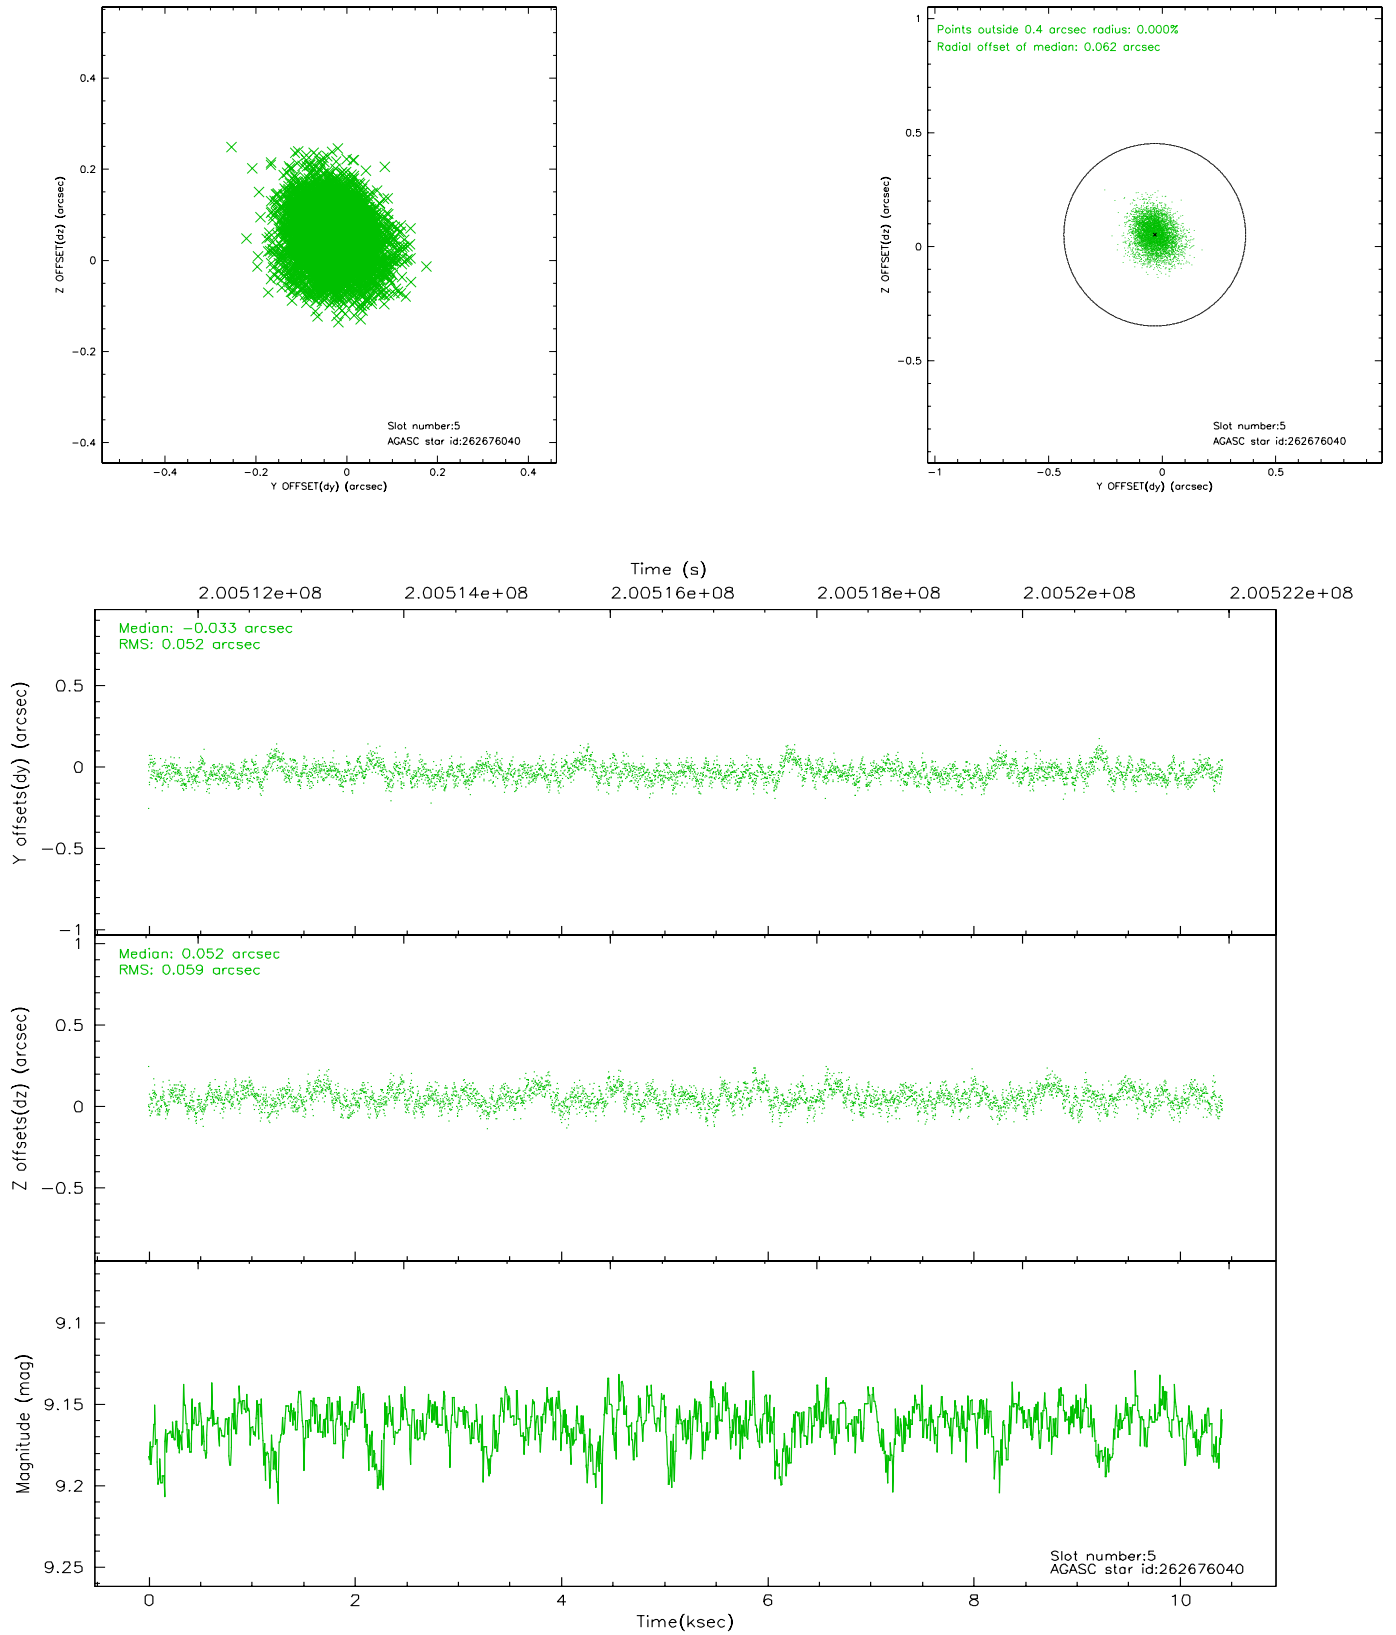 0.4
0.2
0
-0.2
-0.4
Z OFFSET(dz) (arcsec)
Slot number:5
AGASC star id:262676040
-0.4 -0.2 0 0.2 0.4
Y OFFSET(dy) (arcsec)
Points outside 0.4 arcsec radius: 0.000%
Radial offset of median: 0.062 arcsec
1
0.5
0
-0.5
Z OFFSET(dz) (arcsec)
Slot number:5
AGASC star id:262676040
-1 -0.5 0 0.5
Y OFFSET(dy) (arcsec)
Time (s)
2.00512e+08 2.00514e+08 2.00516e+08 2.00518e+08 2.0052e+08 2.00522e+08
Median: -0.033 arcsec
RMS: 0.052 arcsec
0.5
0
-0.5
-1
Y offsets(dy) (arcsec)
Median: 0.052 arcsec
RMS: 0.059 arcsec
1
0.5
0
-0.5
Z offsets(dz) (arcsec)
9.1
9.15
9.2
9.25
Magnitude (mag)
Slot number:5
AGASC star id:262676040
0 2 4 6 8 10
Time(ksec)